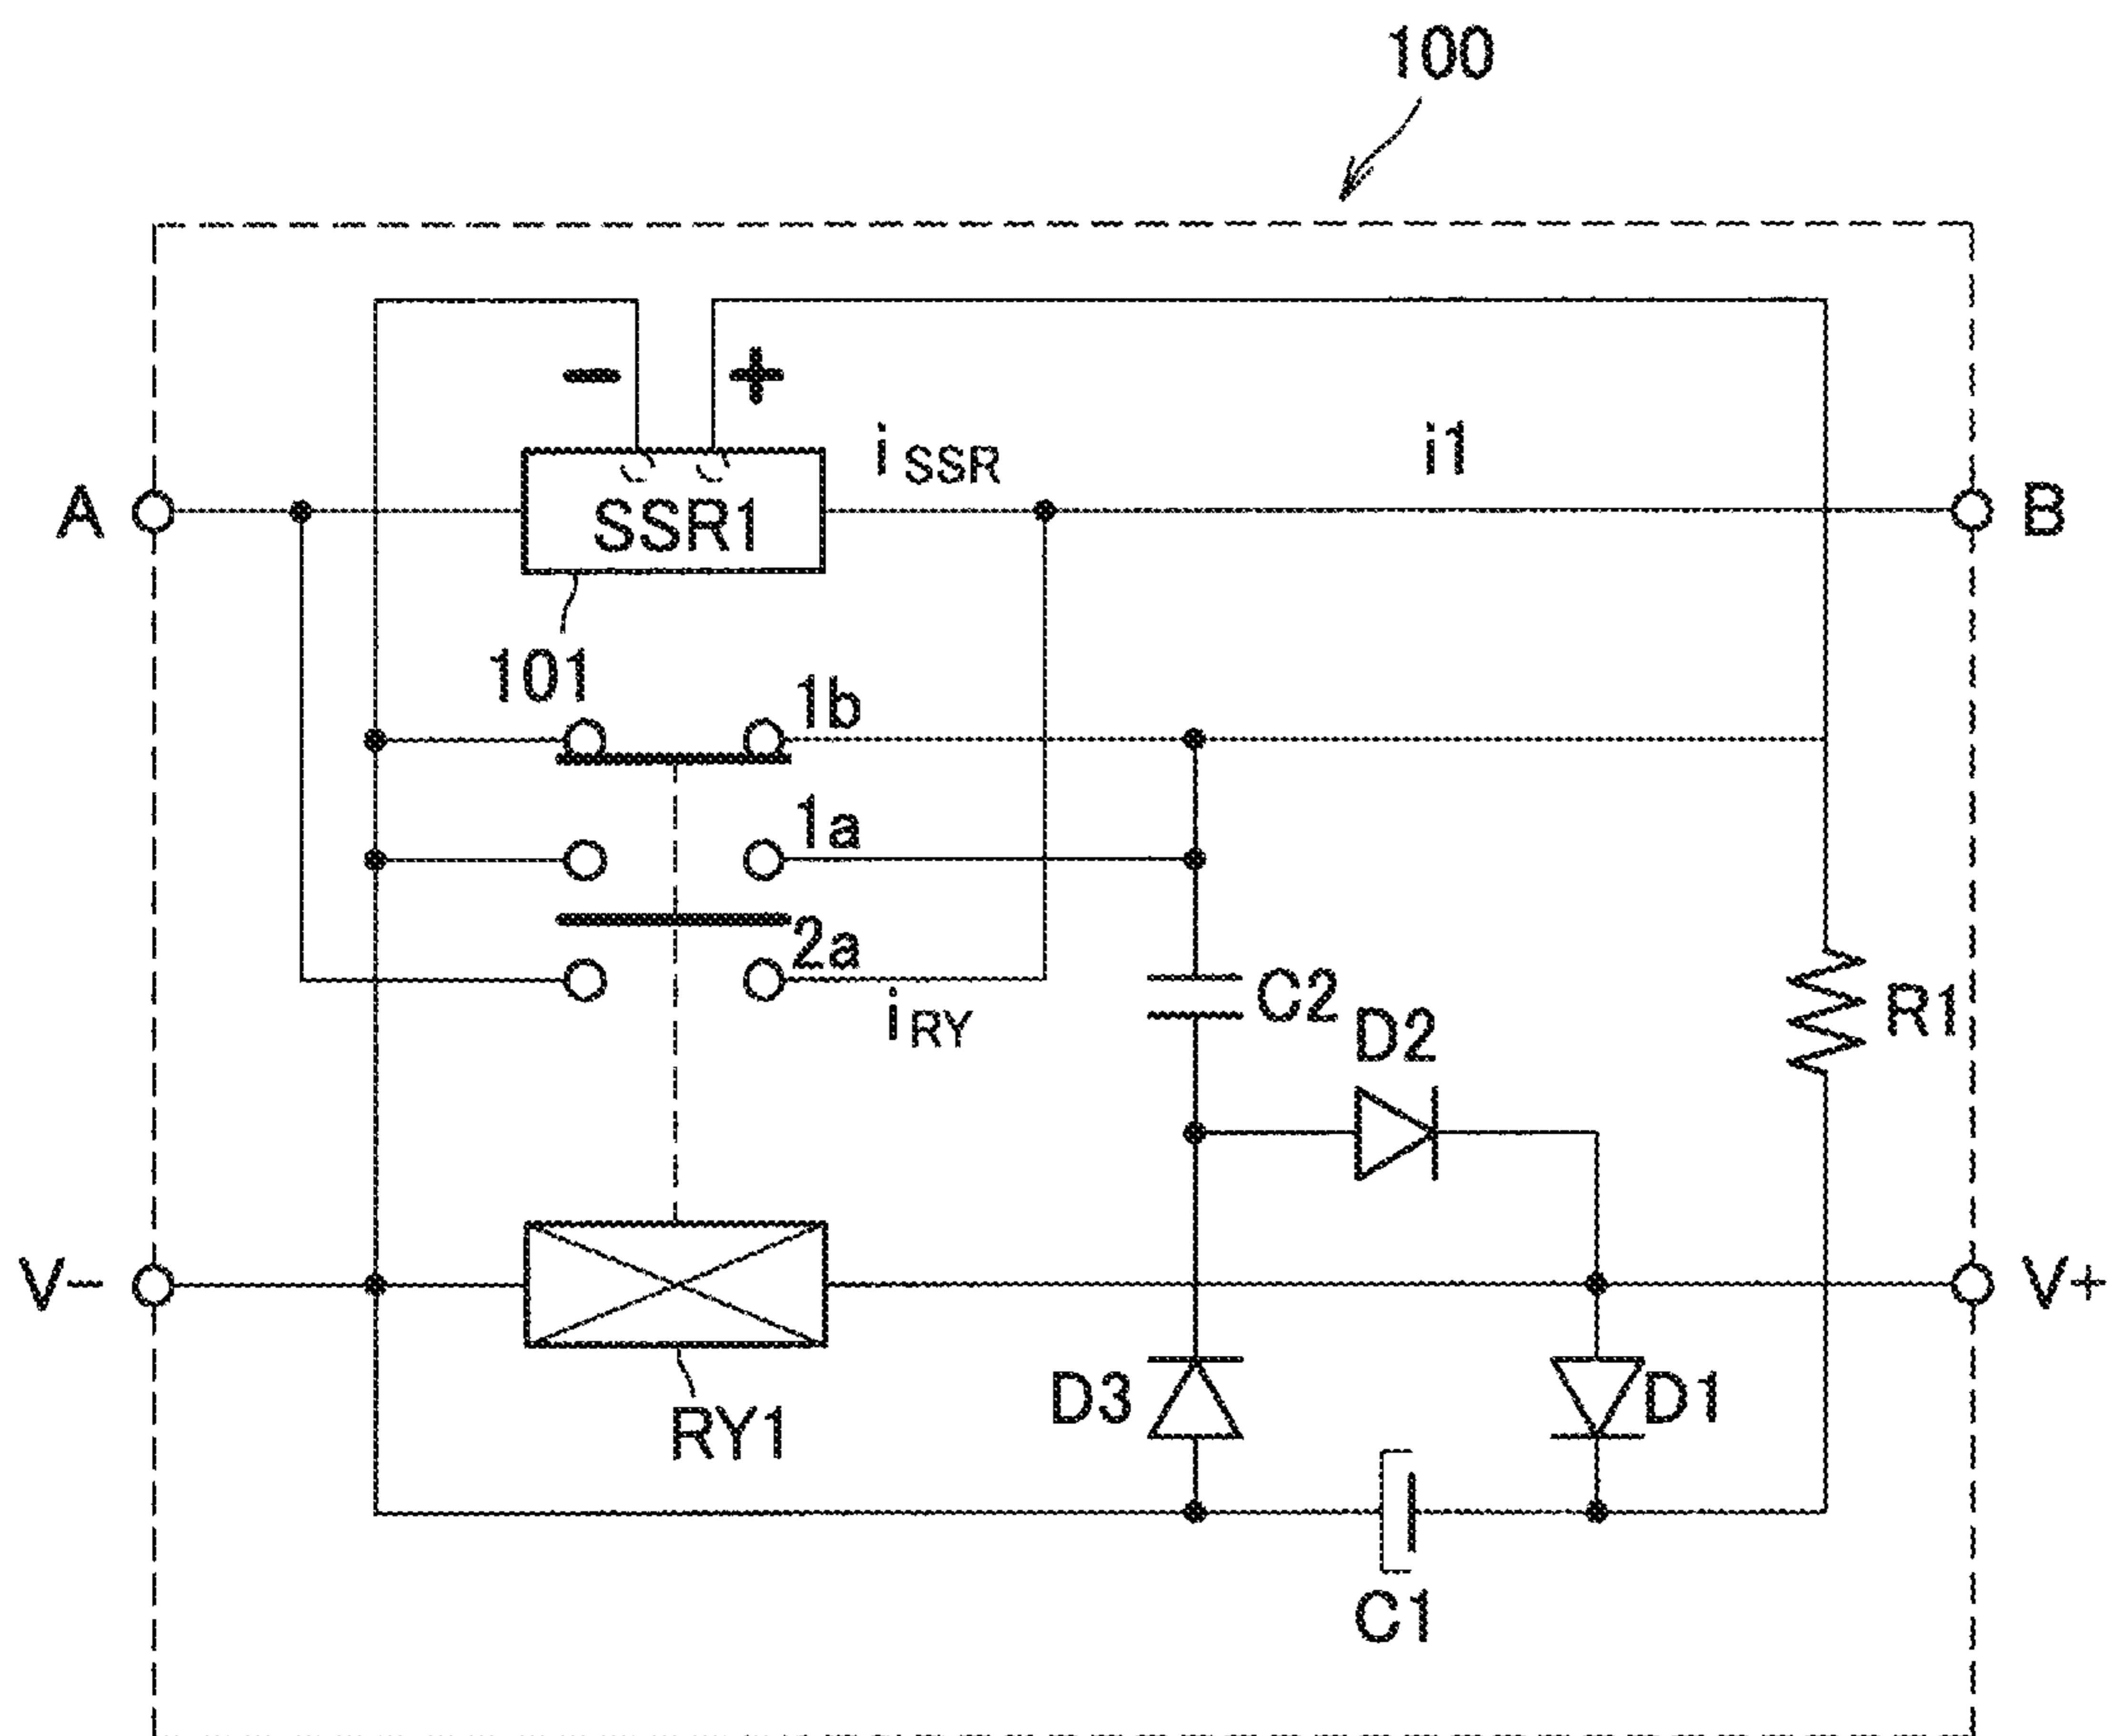 100
− +
i SSR
i1
A
SSR1
B
101
1b
1a
2a
i RY
C2
D2
R1
V−
V+
D3
D1
RY1
C1